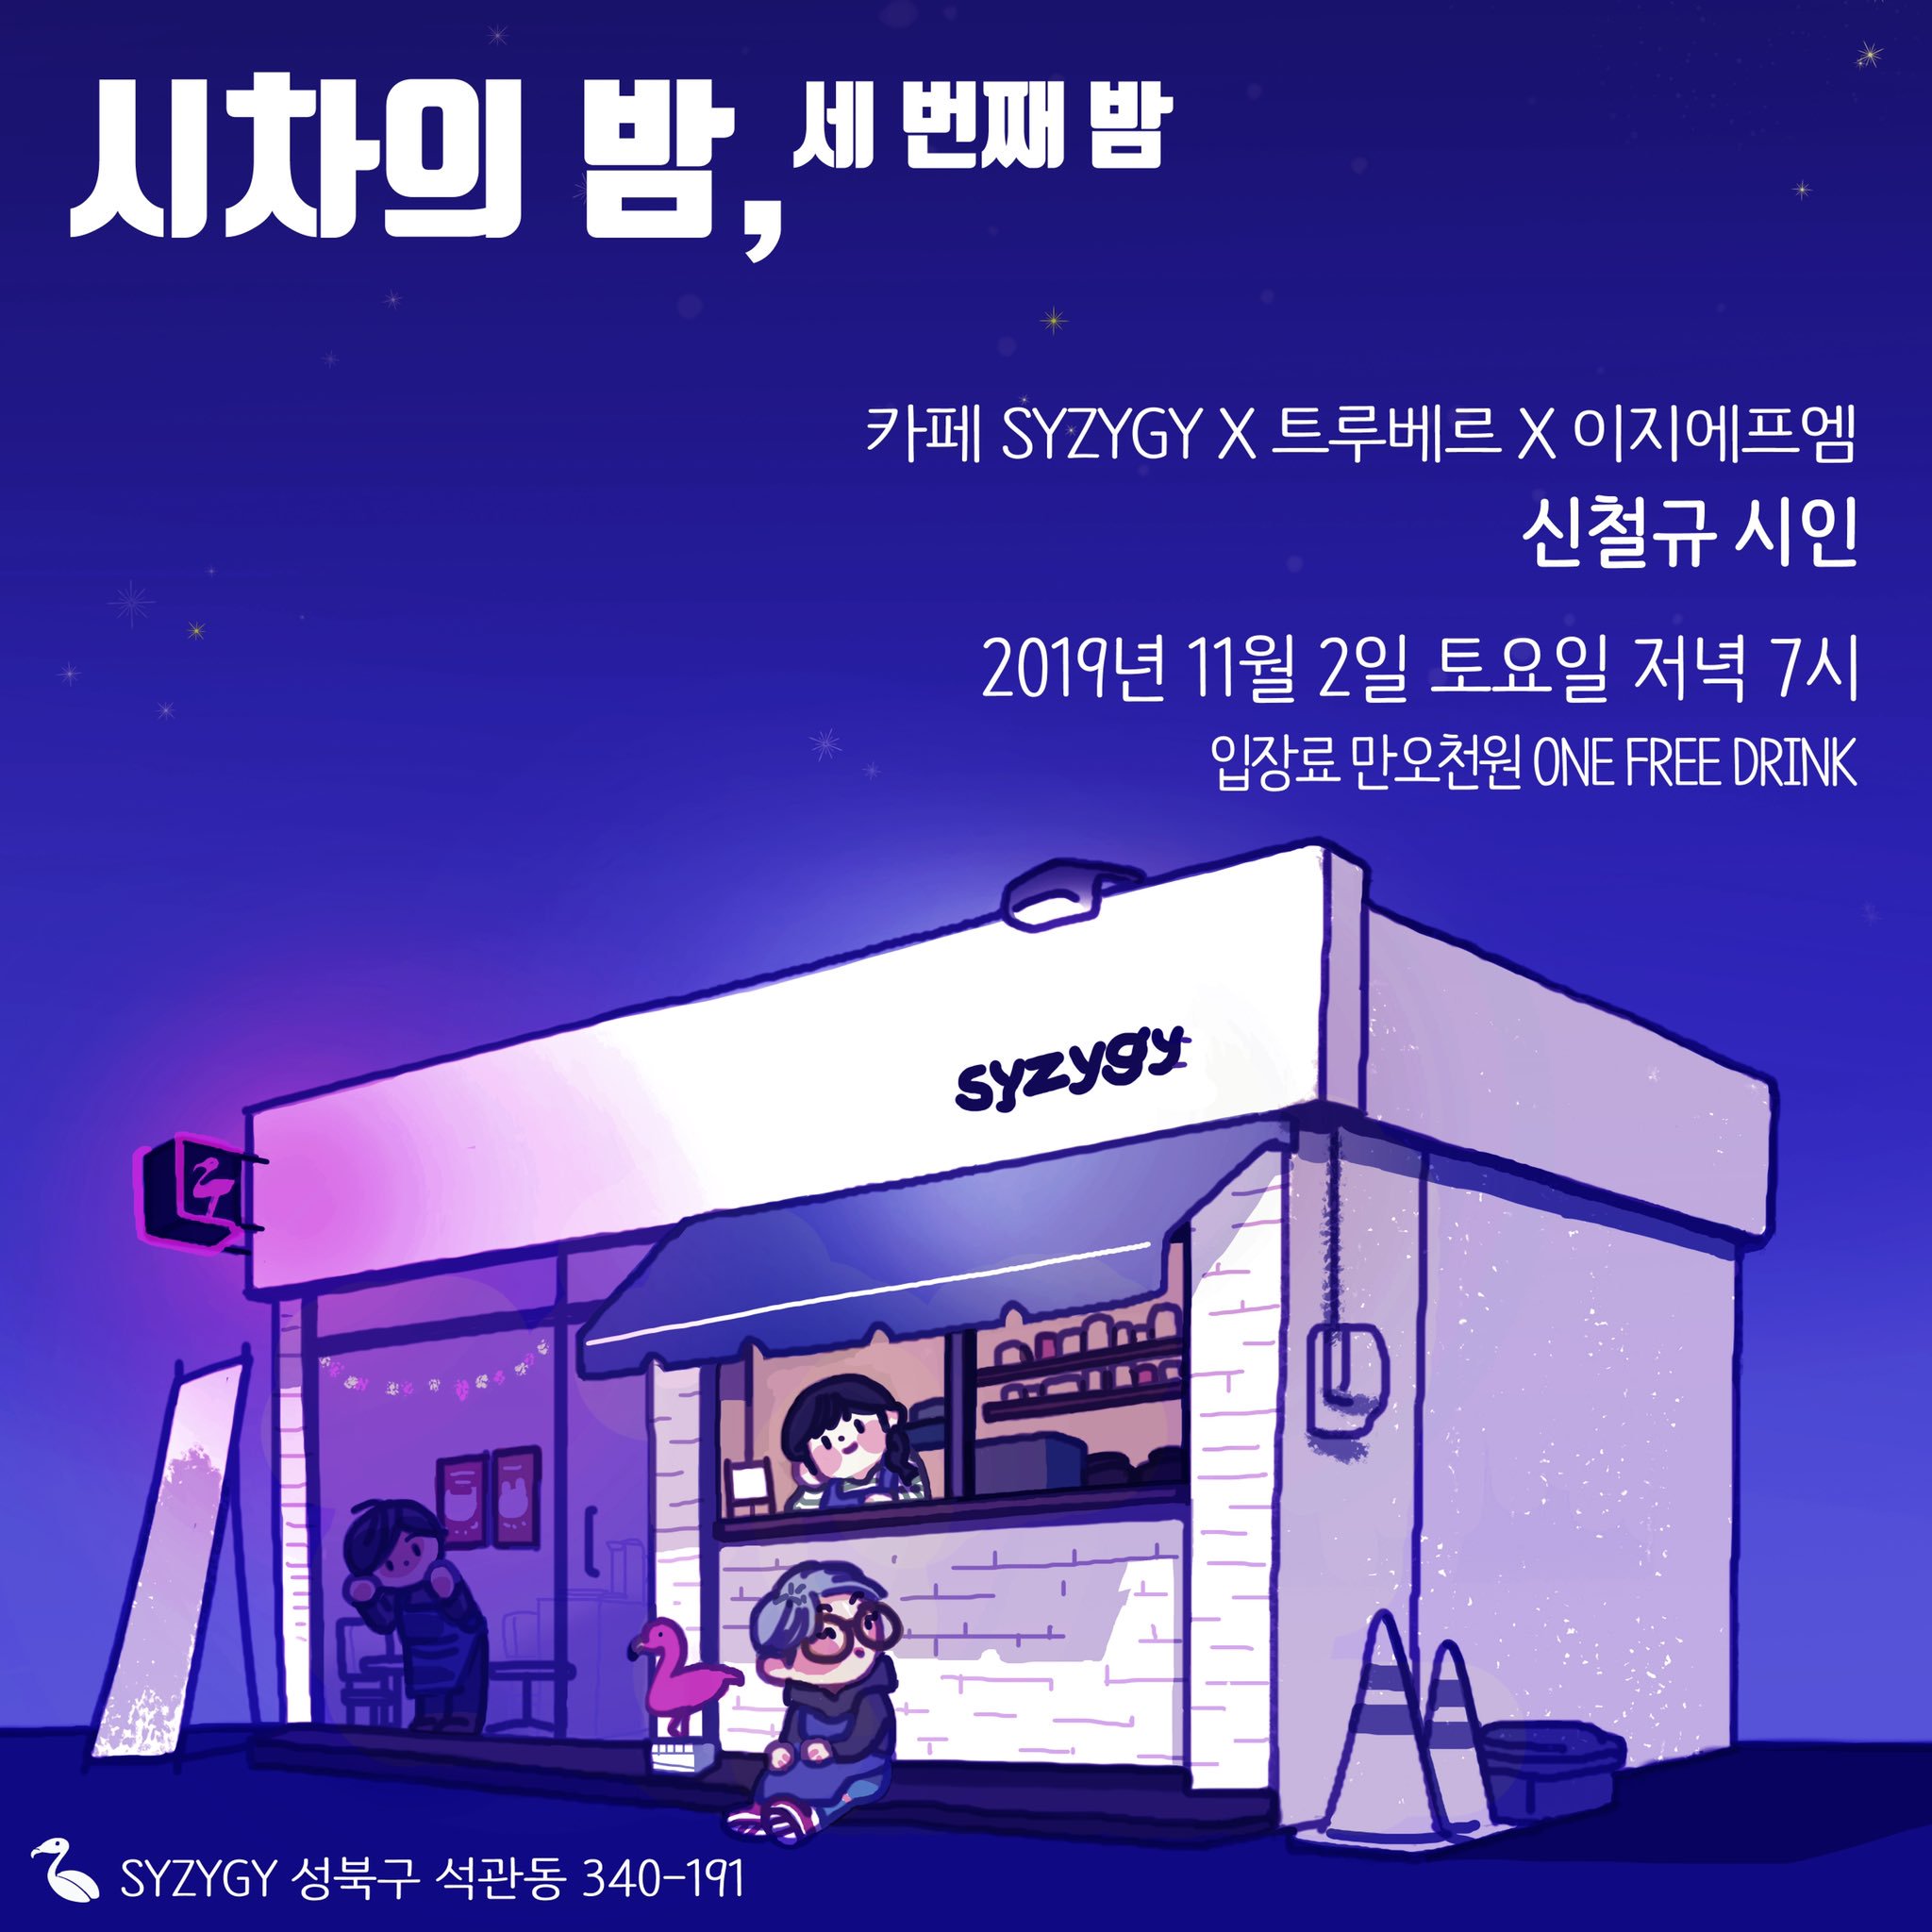 시차의 밤, 세 번째 밤
카페 SYZYGY X 트루베르 X 이지에프엠
신철규 시인
2019년 11월 2일 토요일 저녁 7시
입장료 만오천원 ONE FREE DRINK
syzygy
SYZYGY 성북구 석관동 340-191